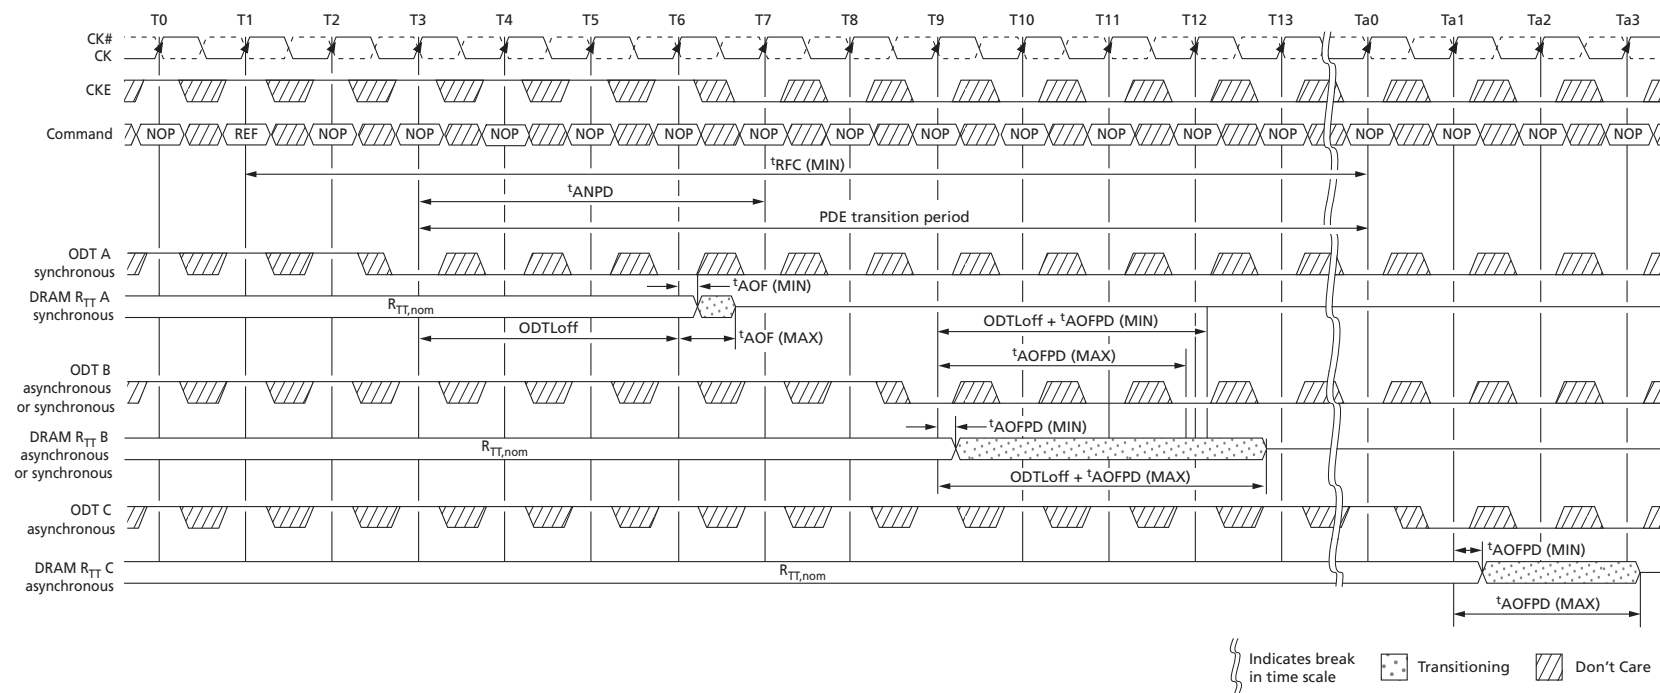 T0 T1 T2 T3 T4 T5 T6 T7 T8 T9 T10 T11 T12 T13 Ta0 Ta1 Ta2 Ta3
CK#
CK
CKE
Command NOP REF NOP NOP NOP NOP NOP NOP NOP NOP NOP NOP NOP NOP NOP NOP NOP NOP
tRFC (MIN)
tANPD
PDE transition period
ODT A
synchronous
tAOF (MIN)
DRAM RTT A
synchronous
RTT,nom
ODTLoff
tAOF (MAX)
ODTLoff + tAOFPD (MIN)
tAOFPD (MAX)
ODT B
asynchronous
or synchronous
tAOFPD (MIN)
DRAM RTT B
asynchronous
or synchronous
RTT,nom
ODTLoff + tAOFPD (MAX)
ODT C
asynchronous
tAOFPD (MIN)
DRAM RTT C
asynchronous
RTT,nom
tAOFPD (MAX)
Indicates break
in time scale
Transitioning
Don't Care